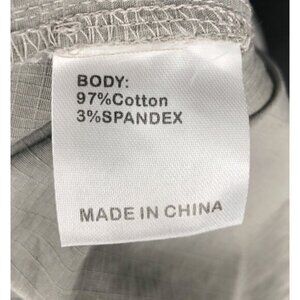 BODY:
97%Cotton
3%SPANDEX
MADE IN CHINA